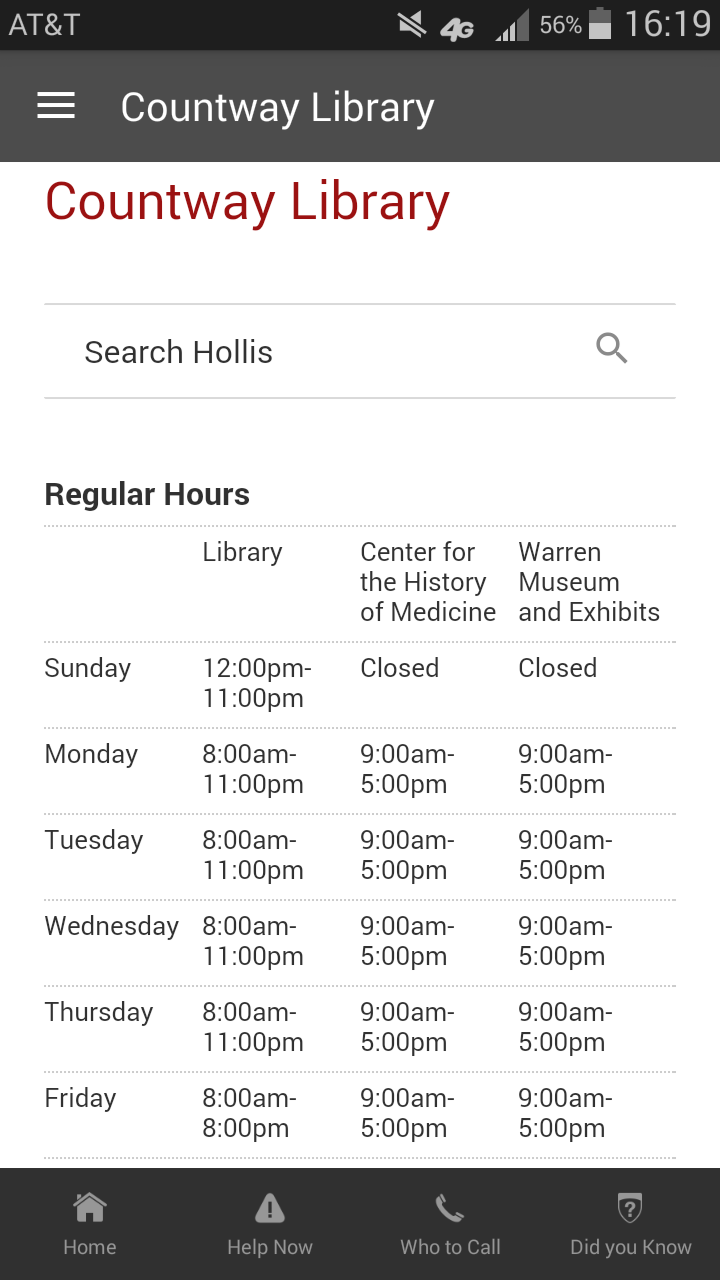 AT&T 4G 56% 16:19
Countway Library
Countway Library
Search Hollis
Regular Hours
Library Center for the History of Medicine Warren Museum and Exhibits
Sunday 12:00pm-11:00pm Closed Closed
Monday 8:00am-11:00pm 9:00am-5:00pm 9:00am-5:00pm
Tuesday 8:00am-11:00pm 9:00am-5:00pm 9:00am-5:00pm
Wednesday 8:00am-11:00pm 9:00am-5:00pm 9:00am-5:00pm
Thursday 8:00am-11:00pm 9:00am-5:00pm 9:00am-5:00pm
Friday 8:00am-8:00pm 9:00am-5:00pm 9:00am-5:00pm
Home Help Now Who to Call Did you Know